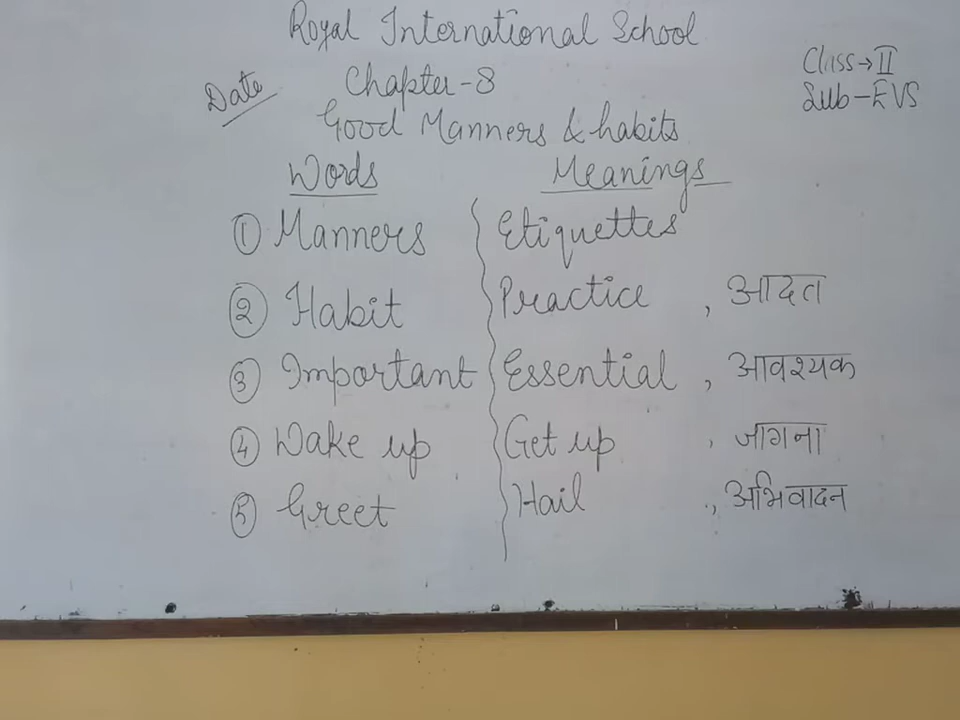 Royal International School
Date Chapter-8 Class→II
Sub-EVS
Good Manners & habits
Words Meanings
① Manners Etiquettes
② Habit Practice , आदत
③ Important Essential , आवश्यक
④ Wake up Get up , जागना
⑤ Greet Hail , अभिवादन